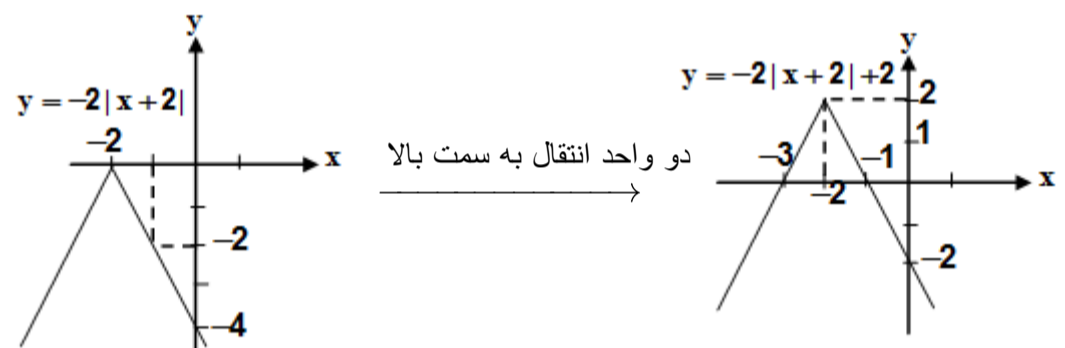 y
y = −2| x + 2|
−2
x
−2
−4
دو واحد انتقال به سمت بالا
y
y = −2| x + 2| +2
2
1
−3
−1
x
−2
−2